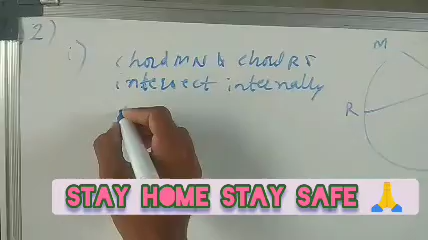 2)
i) chord MN & chord RS
intersect internally
M
R
STAY HOME STAY SAFE 🙏